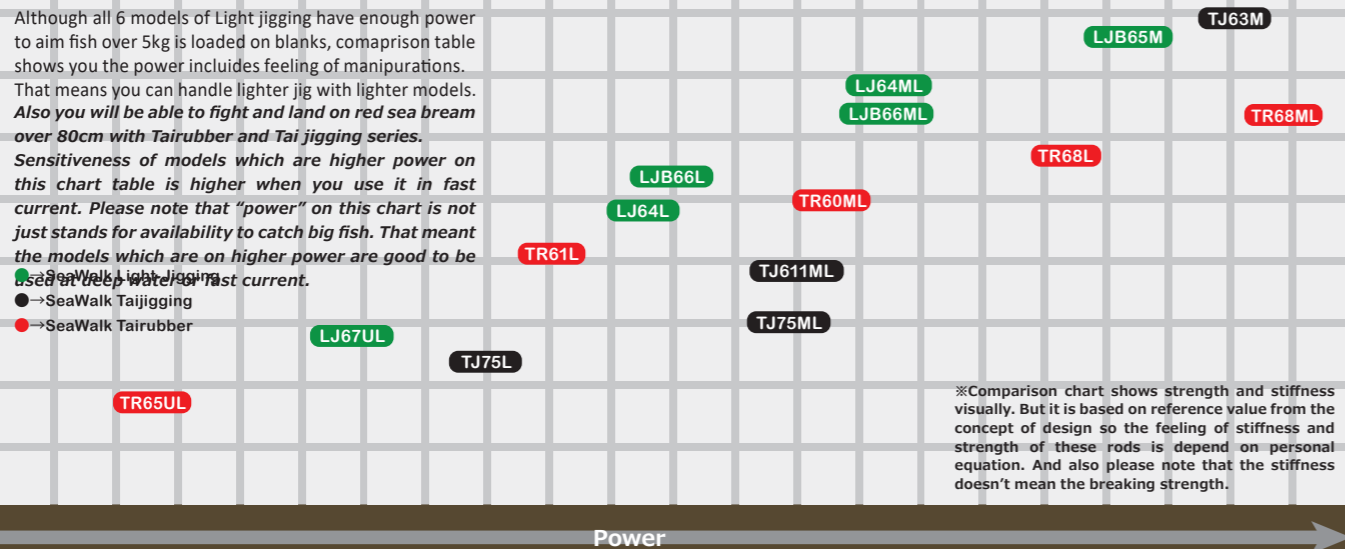 Although all 6 models of Light jigging have enough power
to aim fish over 5kg is loaded on blanks, comaprison table
shows you the power incluides feeling of manipurations.
That means you can handle lighter jig with lighter models.
Also you will be able to fight and land on red sea bream
over 80cm with Tairubber and Tai jigging series.
Sensitiveness of models which are higher power on
this chart table is higher when you use it in fast
current. Please note that “power” on this chart is not
just stands for availability to catch big fish. That meant
the models which are on higher power are good to be
used at deep water or fast current.
→SeaWalk Light-Jigging
→SeaWalk Taijigging
→SeaWalk Tairubber
TJ63M
LJB65M
LJ64ML
LJB66ML
TR68ML
TR68L
LJB66L
TR60ML
LJ64L
TR61L
TJ611ML
TJ75ML
LJ67UL
TJ75L
TR65UL
※Comparison chart shows strength and stiffness
visually. But it is based on reference value from the
concept of design so the feeling of stiffness and
strength of these rods is depend on personal
equation. And also please note that the stiffness
doesn’t mean the breaking strength.
Power